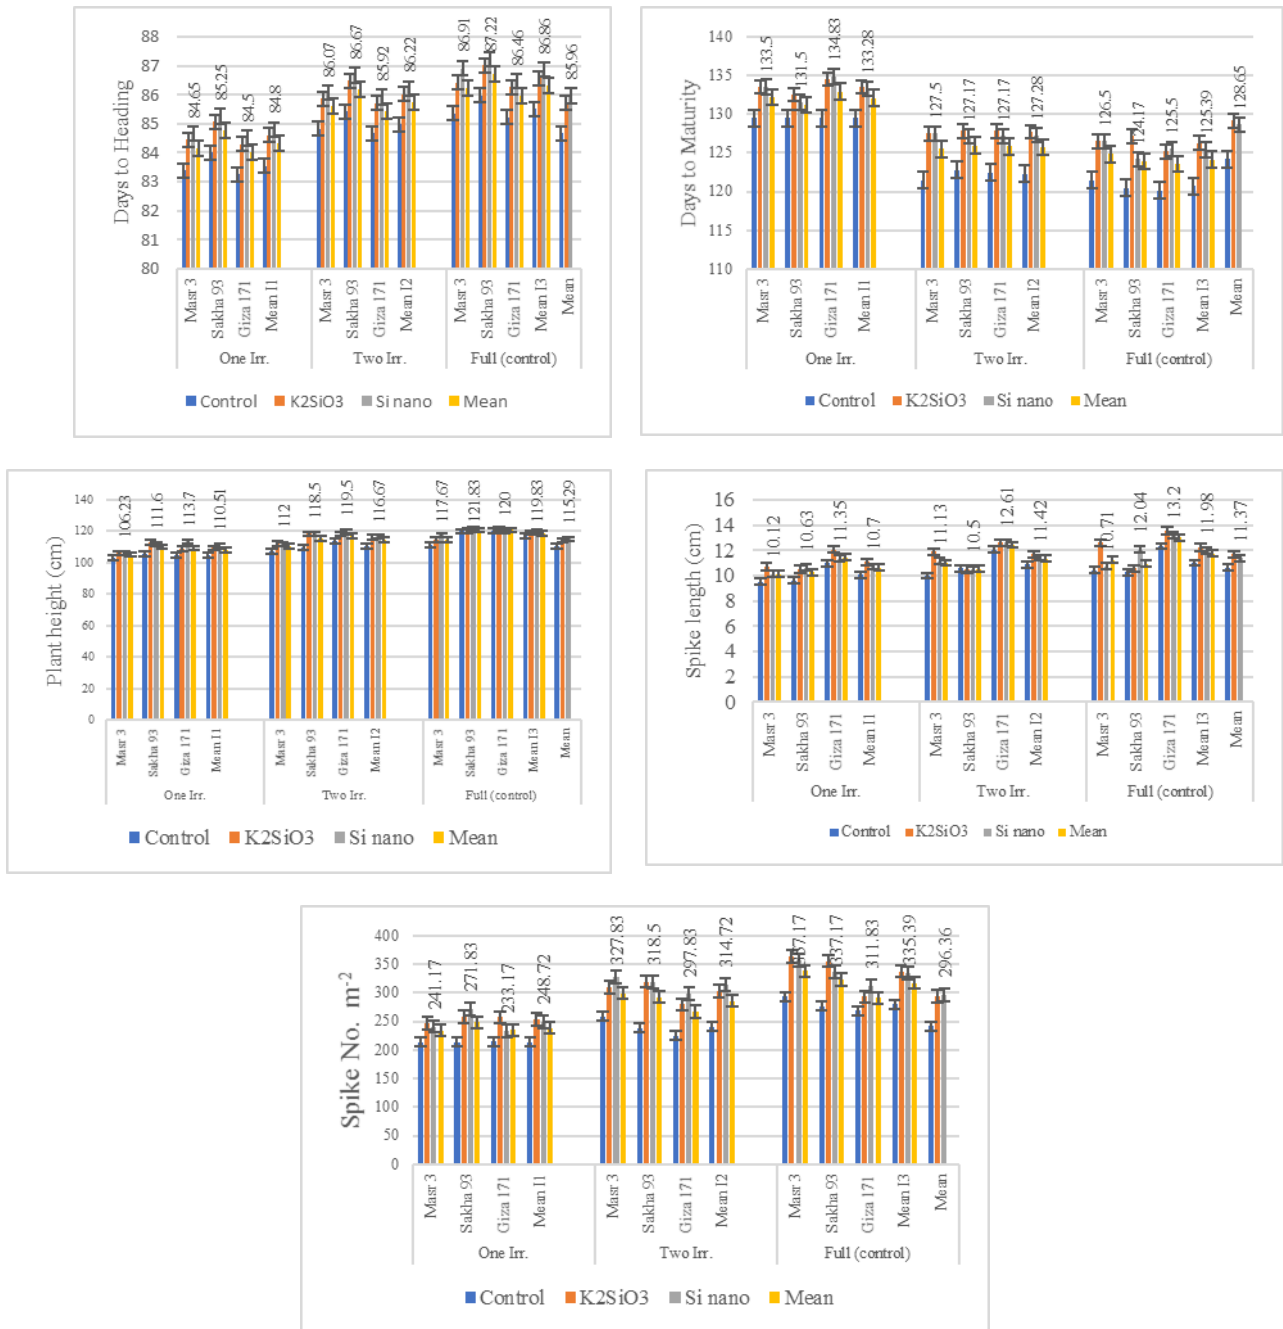 Days to Heading
88
87
86
85
84
83
82
81
80
84.65
85.25
84.5
84.8
86.07
86.67
85.92
86.22
86.91
87.22
86.46
86.86
85.96
Masr 3
Sakha 93
Giza 171
Mean I1
Masr 3
Sakha 93
Giza 171
Mean I2
Masr 3
Sakha 93
Giza 171
Mean I3
Mean
One Irr. Two Irr. Full (control)
Control K2SiO3 Si nano Mean
Days to Maturity
140
135
130
125
120
115
110
133.5
131.5
134.83
133.28
127.5
127.17
127.17
127.28
126.5
124.17
125.5
125.39
128.65
Masr 3
Sakha 93
Giza 171
Mean I1
Masr 3
Sakha 93
Giza 171
Mean I2
Masr 3
Sakha 93
Giza 171
Mean I3
Mean
One Irr. Two Irr. Full (control)
Control K2SiO3 Si nano Mean
Plant height (cm)
140
120
100
80
60
40
20
0
106.23
111.6
113.7
110.51
112
118.5
119.5
116.67
117.67
121.83
120
119.83
115.29
Masr 3
Sakha 93
Giza 171
Mean I1
Masr 3
Sakha 93
Giza 171
Mean I2
Masr 3
Sakha 93
Giza 171
Mean I3
Mean
One Irr. Two Irr. Full (control)
Control K2SiO3 Si nano Mean
Spike length (cm)
16
14
12
10
8
6
4
2
0
10.12
10.63
11.35
10.7
11.13
10.5
12.61
11.42
10.71
12.04
13.2
11.98
11.37
Masr 3
Sakha 93
Giza 171
Mean I1
Masr 3
Sakha 93
Giza 171
Mean I2
Masr 3
Sakha 93
Giza 171
Mean I3
Mean
One Irr. Two Irr. Full (control)
Control K2SiO3 Si nano Mean
Spike No. m⁻²
400
350
300
250
200
150
100
50
0
241.17
271.83
233.17
248.72
327.83
318.5
297.83
314.72
337.17
311.83
335.39
296.36
Masr 3
Sakha 93
Giza 171
Mean I1
Masr 3
Sakha 93
Giza 171
Mean I2
Masr 3
Sakha 93
Giza 171
Mean I3
Mean
One Irr. Two Irr. Full (control)
Control K2SiO3 Si nano Mean